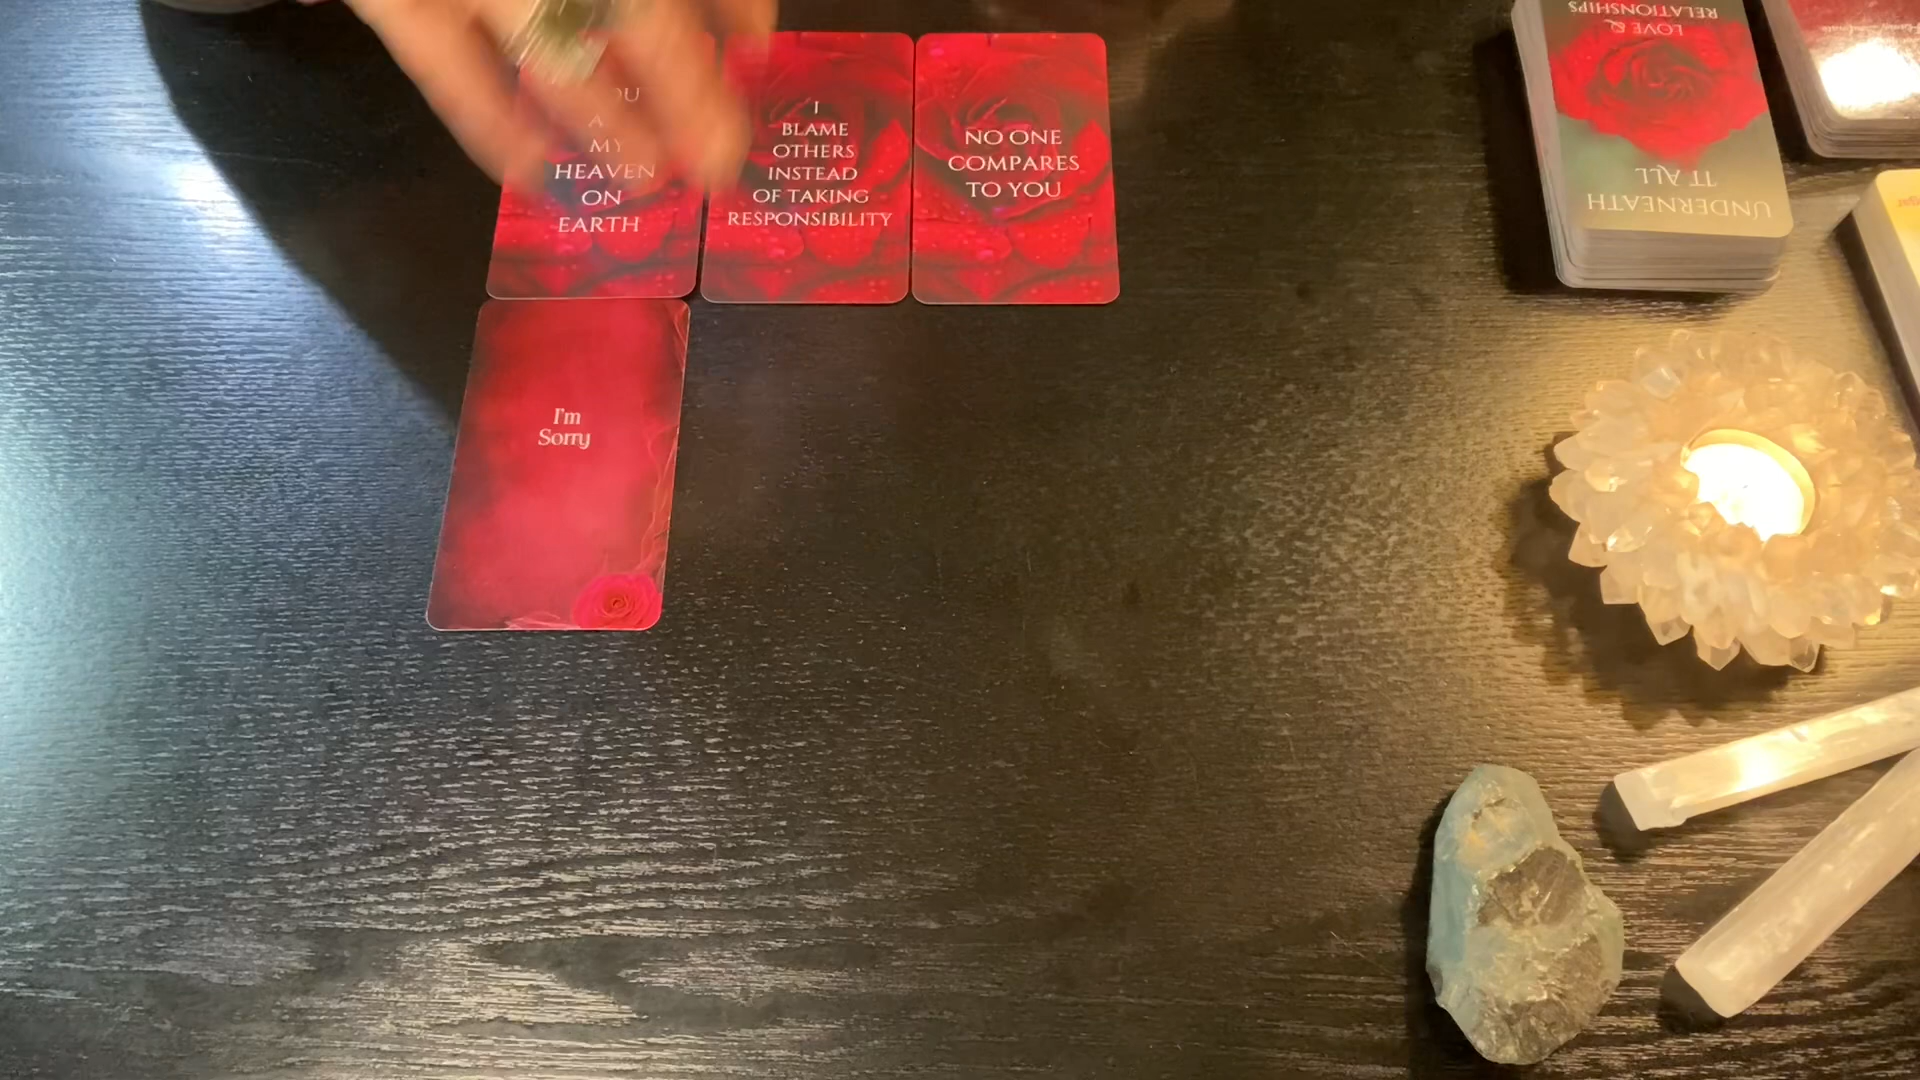 MY
HEAVEN
ON
EARTH
I
BLAME
OTHERS
INSTEAD
OF TAKING
RESPONSIBILITY
NO ONE
COMPARES
TO YOU
I'm
Sorry
UNDERNEATH
IT ALL
LOVE &
RELATIONSHIPS